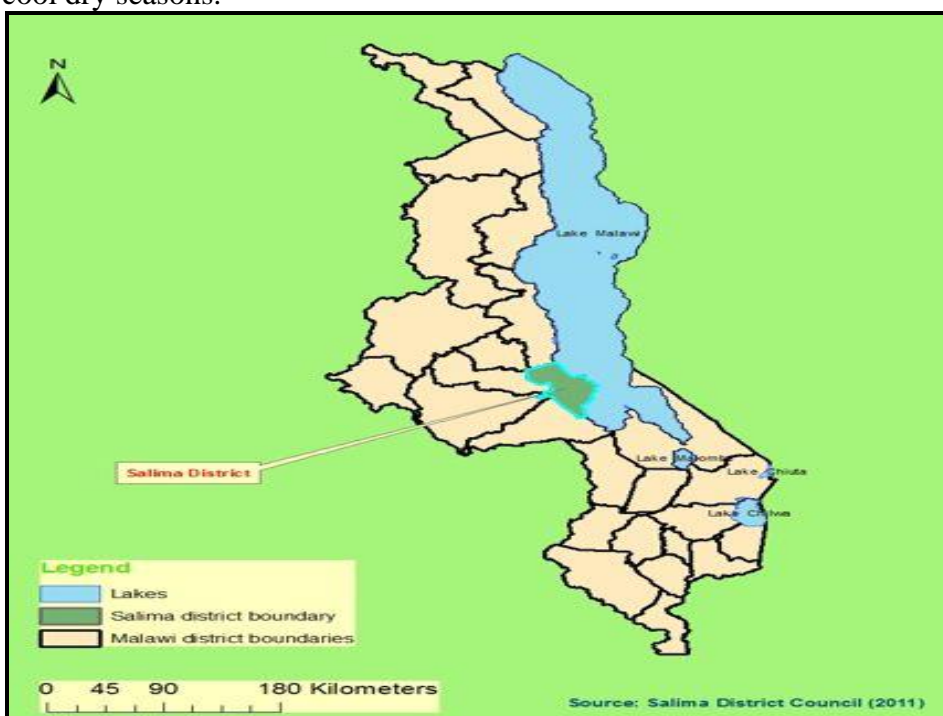 cool dry seasons.
N
Lake Malawi
Salima District
Lake Malomb
Lake Chiuta
Lake Chilwa
Legend
Lakes
Salima district boundary
Malawi district boundaries
0 45 90 180 Kilometers
Source: Salima District Council (2011)